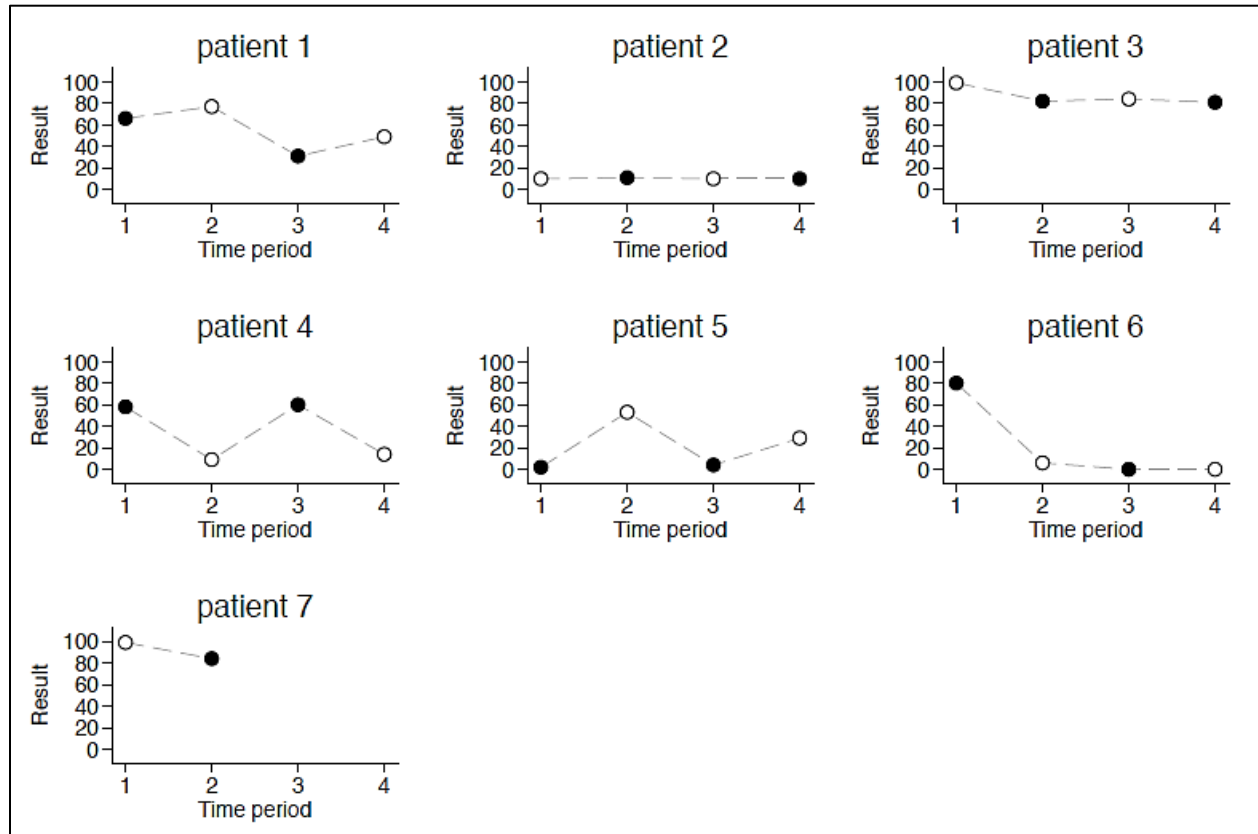 patient 1
100
80
60
40
20
0
Result
1 2 3 4
Time period
patient 2
100
80
60
40
20
0
Result
1 2 3 4
Time period
patient 3
100
80
60
40
20
0
Result
1 2 3 4
Time period
patient 4
100
80
60
40
20
0
Result
1 2 3 4
Time period
patient 5
100
80
60
40
20
0
Result
1 2 3 4
Time period
patient 6
100
80
60
40
20
0
Result
1 2 3 4
Time period
patient 7
100
80
60
40
20
0
Result
1 2 3 4
Time period